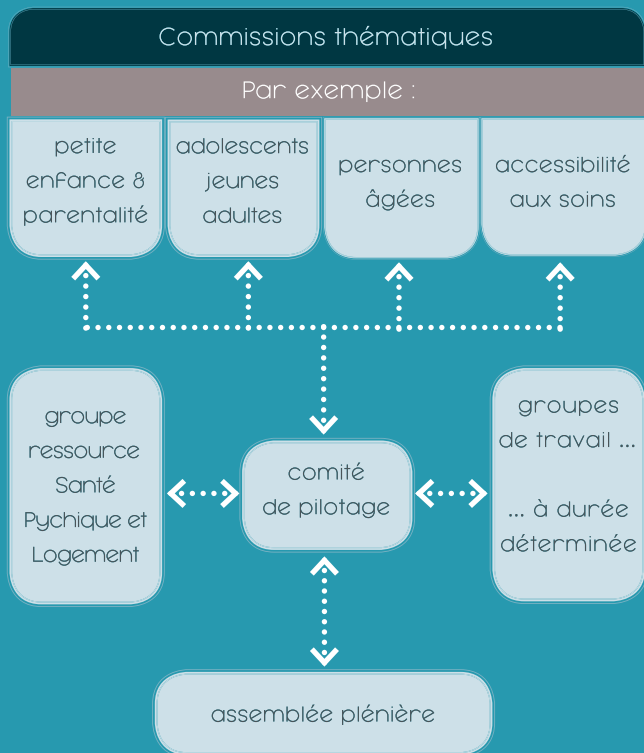 Commissions thématiques
Par exemple :
petite
enfance &
parentalité
adolescents
jeunes
adultes
personnes
âgées
accessibilité
aux soins
groupe
ressource
Santé
Pychique et
Logement
comité
de pilotage
groupes
de travail ...
... à durée
déterminée
assemblée plénière